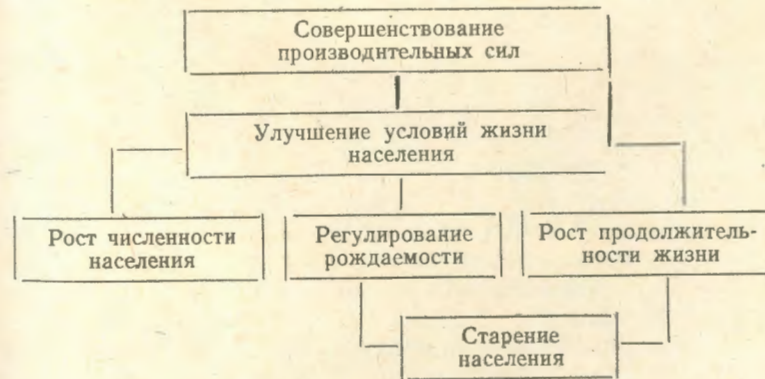 Совершенствование
производительных сил
Улучшение условий жизни
населения
Рост численности
населения
Регулирование
рождаемости
Рост продолжитель-
ности жизни
Старение
населения